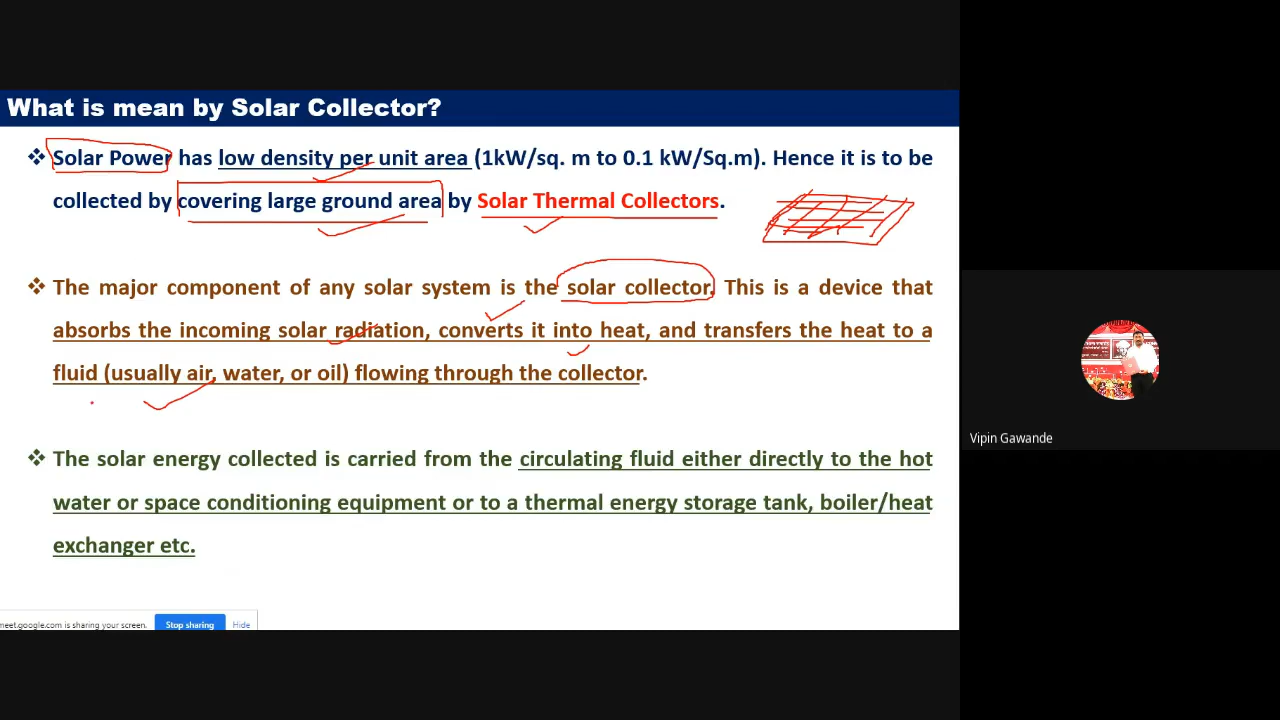 What is mean by Solar Collector?
❖ Solar Power has low density per unit area (1kW/sq. m to 0.1 kW/Sq.m). Hence it is to be
collected by covering large ground area by Solar Thermal Collectors.
❖ The major component of any solar system is the solar collector. This is a device that
absorbs the incoming solar radiation, converts it into heat, and transfers the heat to a
fluid (usually air, water, or oil) flowing through the collector.
❖ The solar energy collected is carried from the circulating fluid either directly to the hot
water or space conditioning equipment or to a thermal energy storage tank, boiler/heat
exchanger etc.
meet.google.com is sharing your screen. Stop sharing Hide
Vipin Gawande